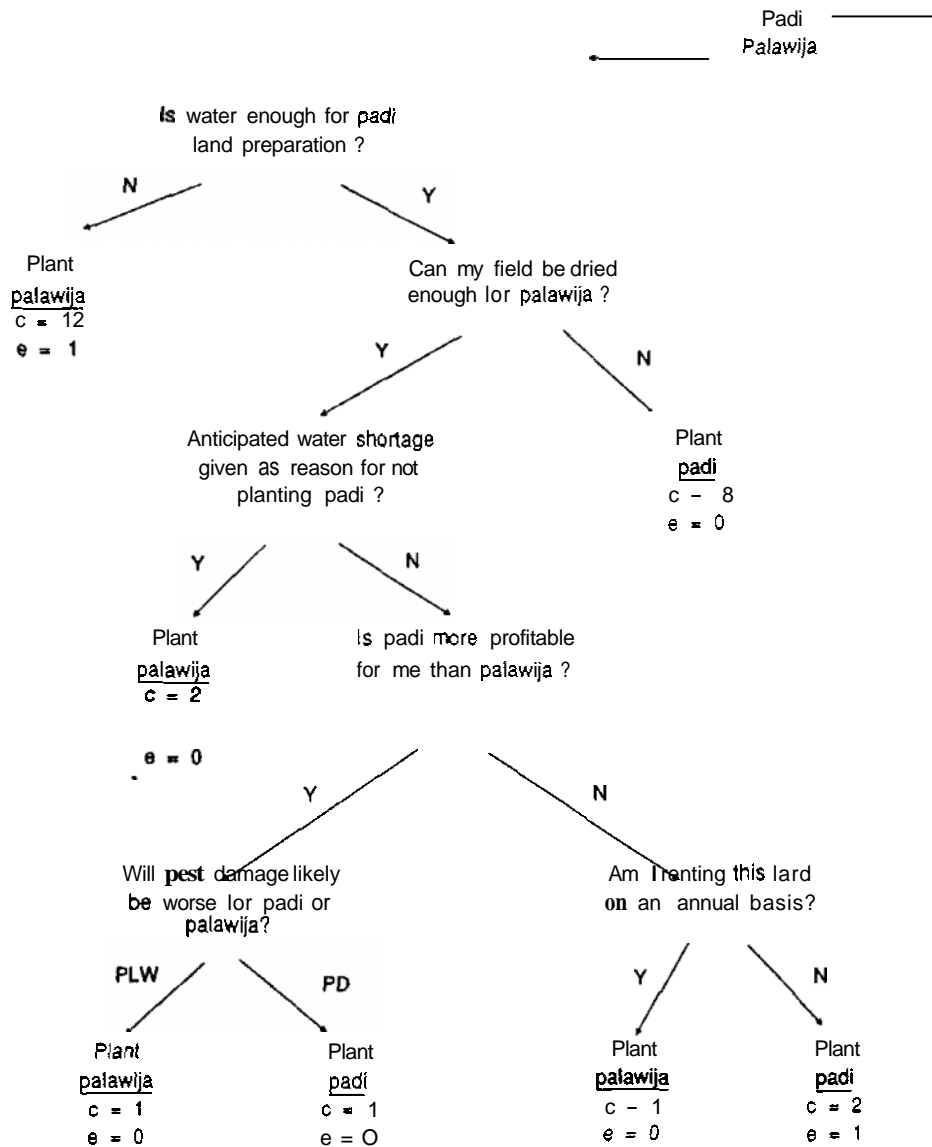 Padi
Palawija
Is water enough for padi
land preparation ?
N
Y
Plant
palawija
c = 12
e = 1
Can my field be dried
enough lor palawija ?
Y
N
Anticipated water shortage
given as reason for not
planting padi ?
Plant
padi
c - 8
e = 0
Y
N
Plant
palawija
c = 2
e = 0
Is padi more profitable
for me than palawija ?
Y
N
Will pest damage likely
be worse lor padi or
palawija?
Am I renting this lard
on an annual basis?
PLW
PD
Y
N
Plant
palawija
c = 1
e = 0
Plant
padi
c = 1
e = O
Plant
palawija
c - 1
e = 0
Plant
padi
c = 2
e = 1